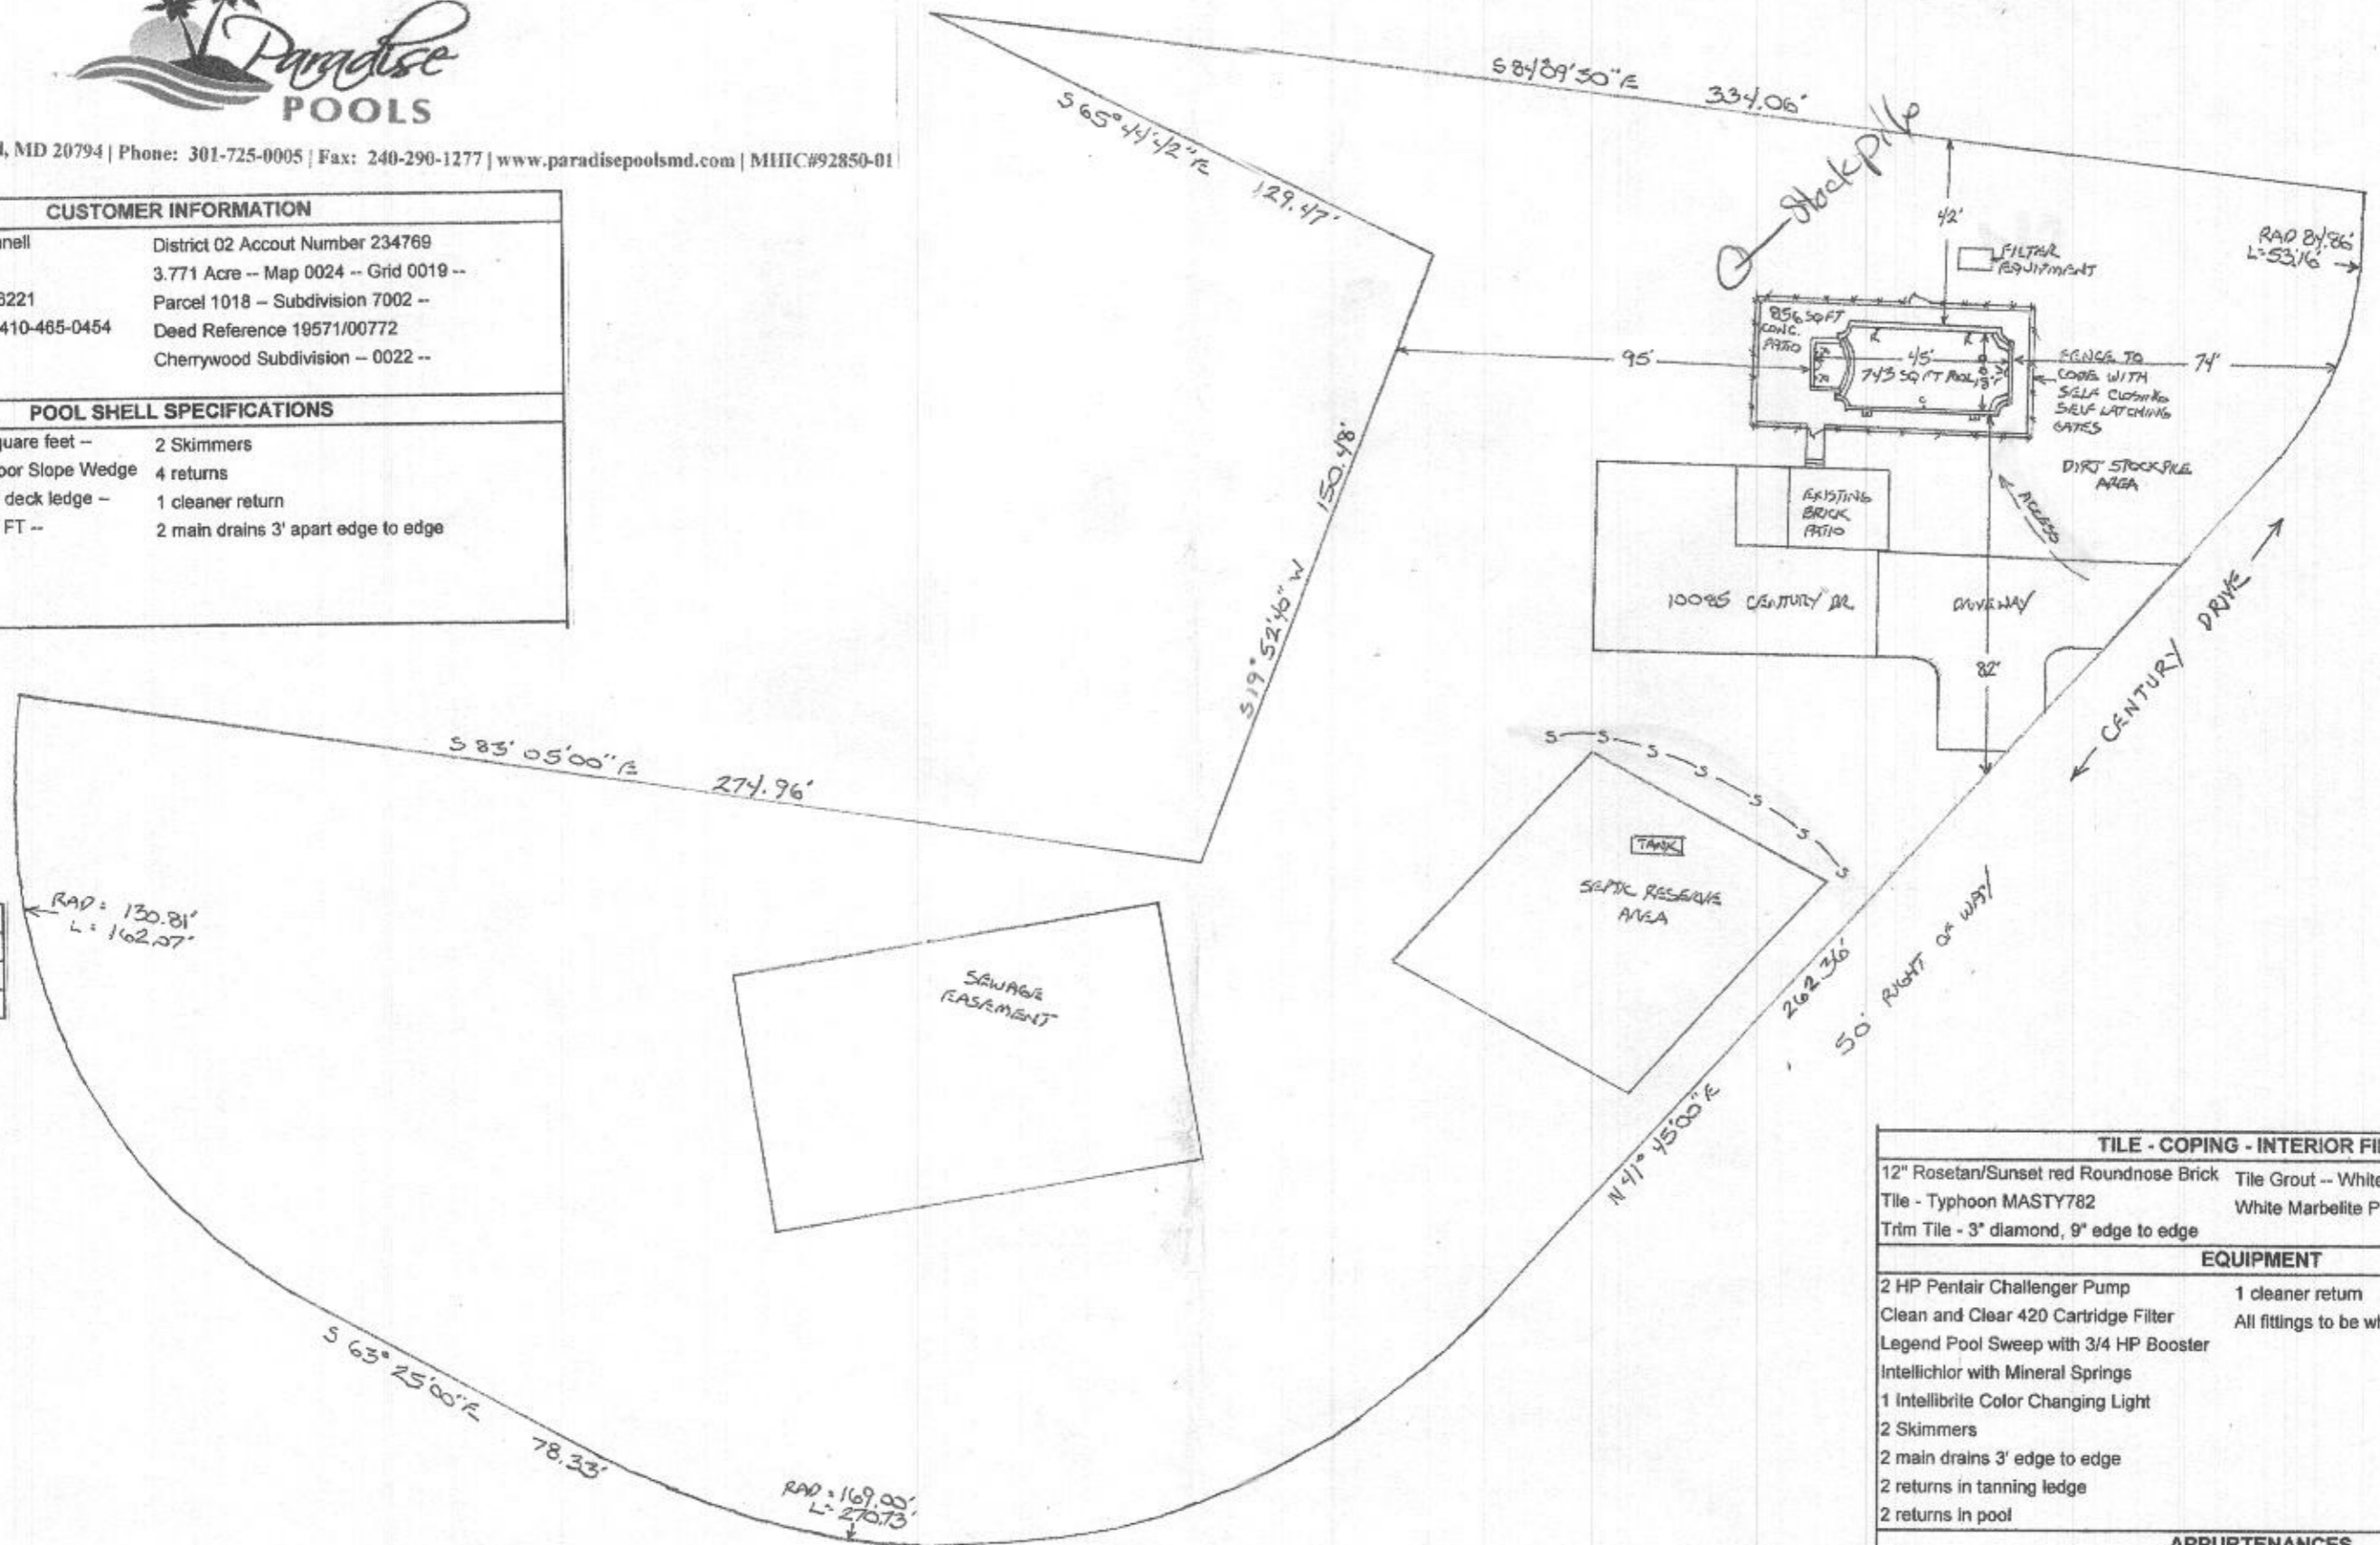 Paradise
POOLS
MD 20794 | Phone: 301-725-0005 | Fax: 240-290-1277 | www.paradisepoolsmd.com | MHIC#92850-01
CUSTOMER INFORMATION
District 02 Accout Number 234769
3.771 Acre -- Map 0024 -- Grid 0019 --
Parcel 1018 -- Subdivision 7002 --
410-465-0454 Deed Reference 19571/00772
Cherrywood Subdivision -- 0022 --
POOL SHELL SPECIFICATIONS
feet -- 2 Skimmers
Slope Wedge 4 returns
deck ledge -- 1 cleaner return
FT -- 2 main drains 3' apart edge to edge
334.06'
S 65° 44' 42" E
129.47'
Stockpile
42'
FILTER
EQUIPMENT
RAD 84.86'
L=53.16'
856 SQ FT
CONC.
PATIO
95'
45'
743 SQ FT POOL
18'
74'
FENCE TO
CODE WITH
SELF CLOSING
SELF LATCHING
GATES
150.48'
S 19° 52' 40" W
EXISTING
BRICK
PATIO
ACCESS
DIRT STOCKPILE
AREA
10085 CENTURY DR.
DRIVEWAY
82'
CENTURY DRIVE
S 83' 05' 00" E
274.96'
S S S S S S S
TANK
SEPTIC RESERVE
AREA
RAD = 130.81'
L = 162.07'
SEWAGE
EASEMENT
262.36'
N 41° 45' 00" E
50' RIGHT OF WAY
S 63° 25' 00" E
78.33'
RAD = 169.00'
L = 270.73'
TILE - COPING - INTERIOR
12" Rosetan/Sunset red Roundnose Brick Tile Grout -- White
Tile - Typhoon MASTY782 White Marbelite
Trim Tile - 3" diamond, 9" edge to edge
EQUIPMENT
2 HP Pentair Challenger Pump 1 cleaner return
Clean and Clear 420 Cartridge Filter All fittings to be
Legend Pool Sweep with 3/4 HP Booster
Intellichlor with Mineral Springs
1 Intellibrite Color Changing Light
2 Skimmers
2 main drains 3' edge to edge
2 returns in tanning ledge
2 returns in pool
APPURTENANCES